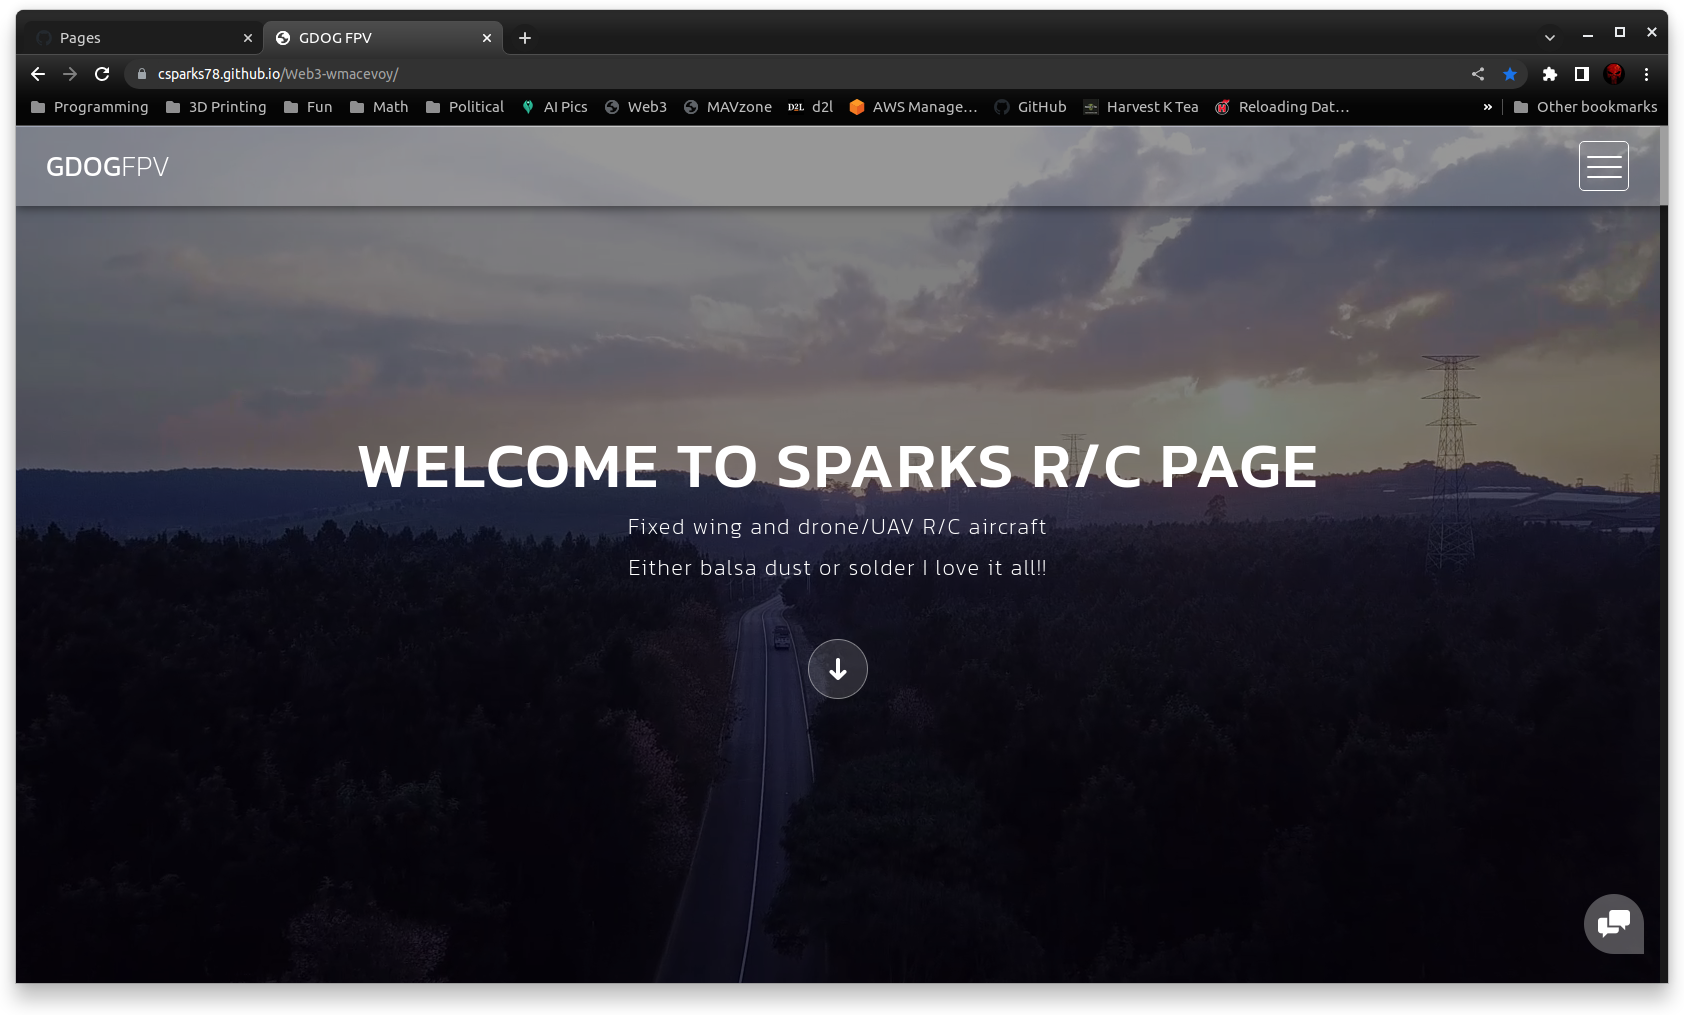 Pages
GDOG FPV
csparks78.github.io/Web3-wmacevoy/
Programming 3D Printing Fun Math Political AI Pics Web3 MAVzone D2L d2l AWS Manage... GitHub Harvest K Tea Reloading Dat... » Other bookmarks
GDOGFPV
WELCOME TO SPARKS R/C PAGE
Fixed wing and drone/UAV R/C aircraft
Either balsa dust or solder I love it all!!